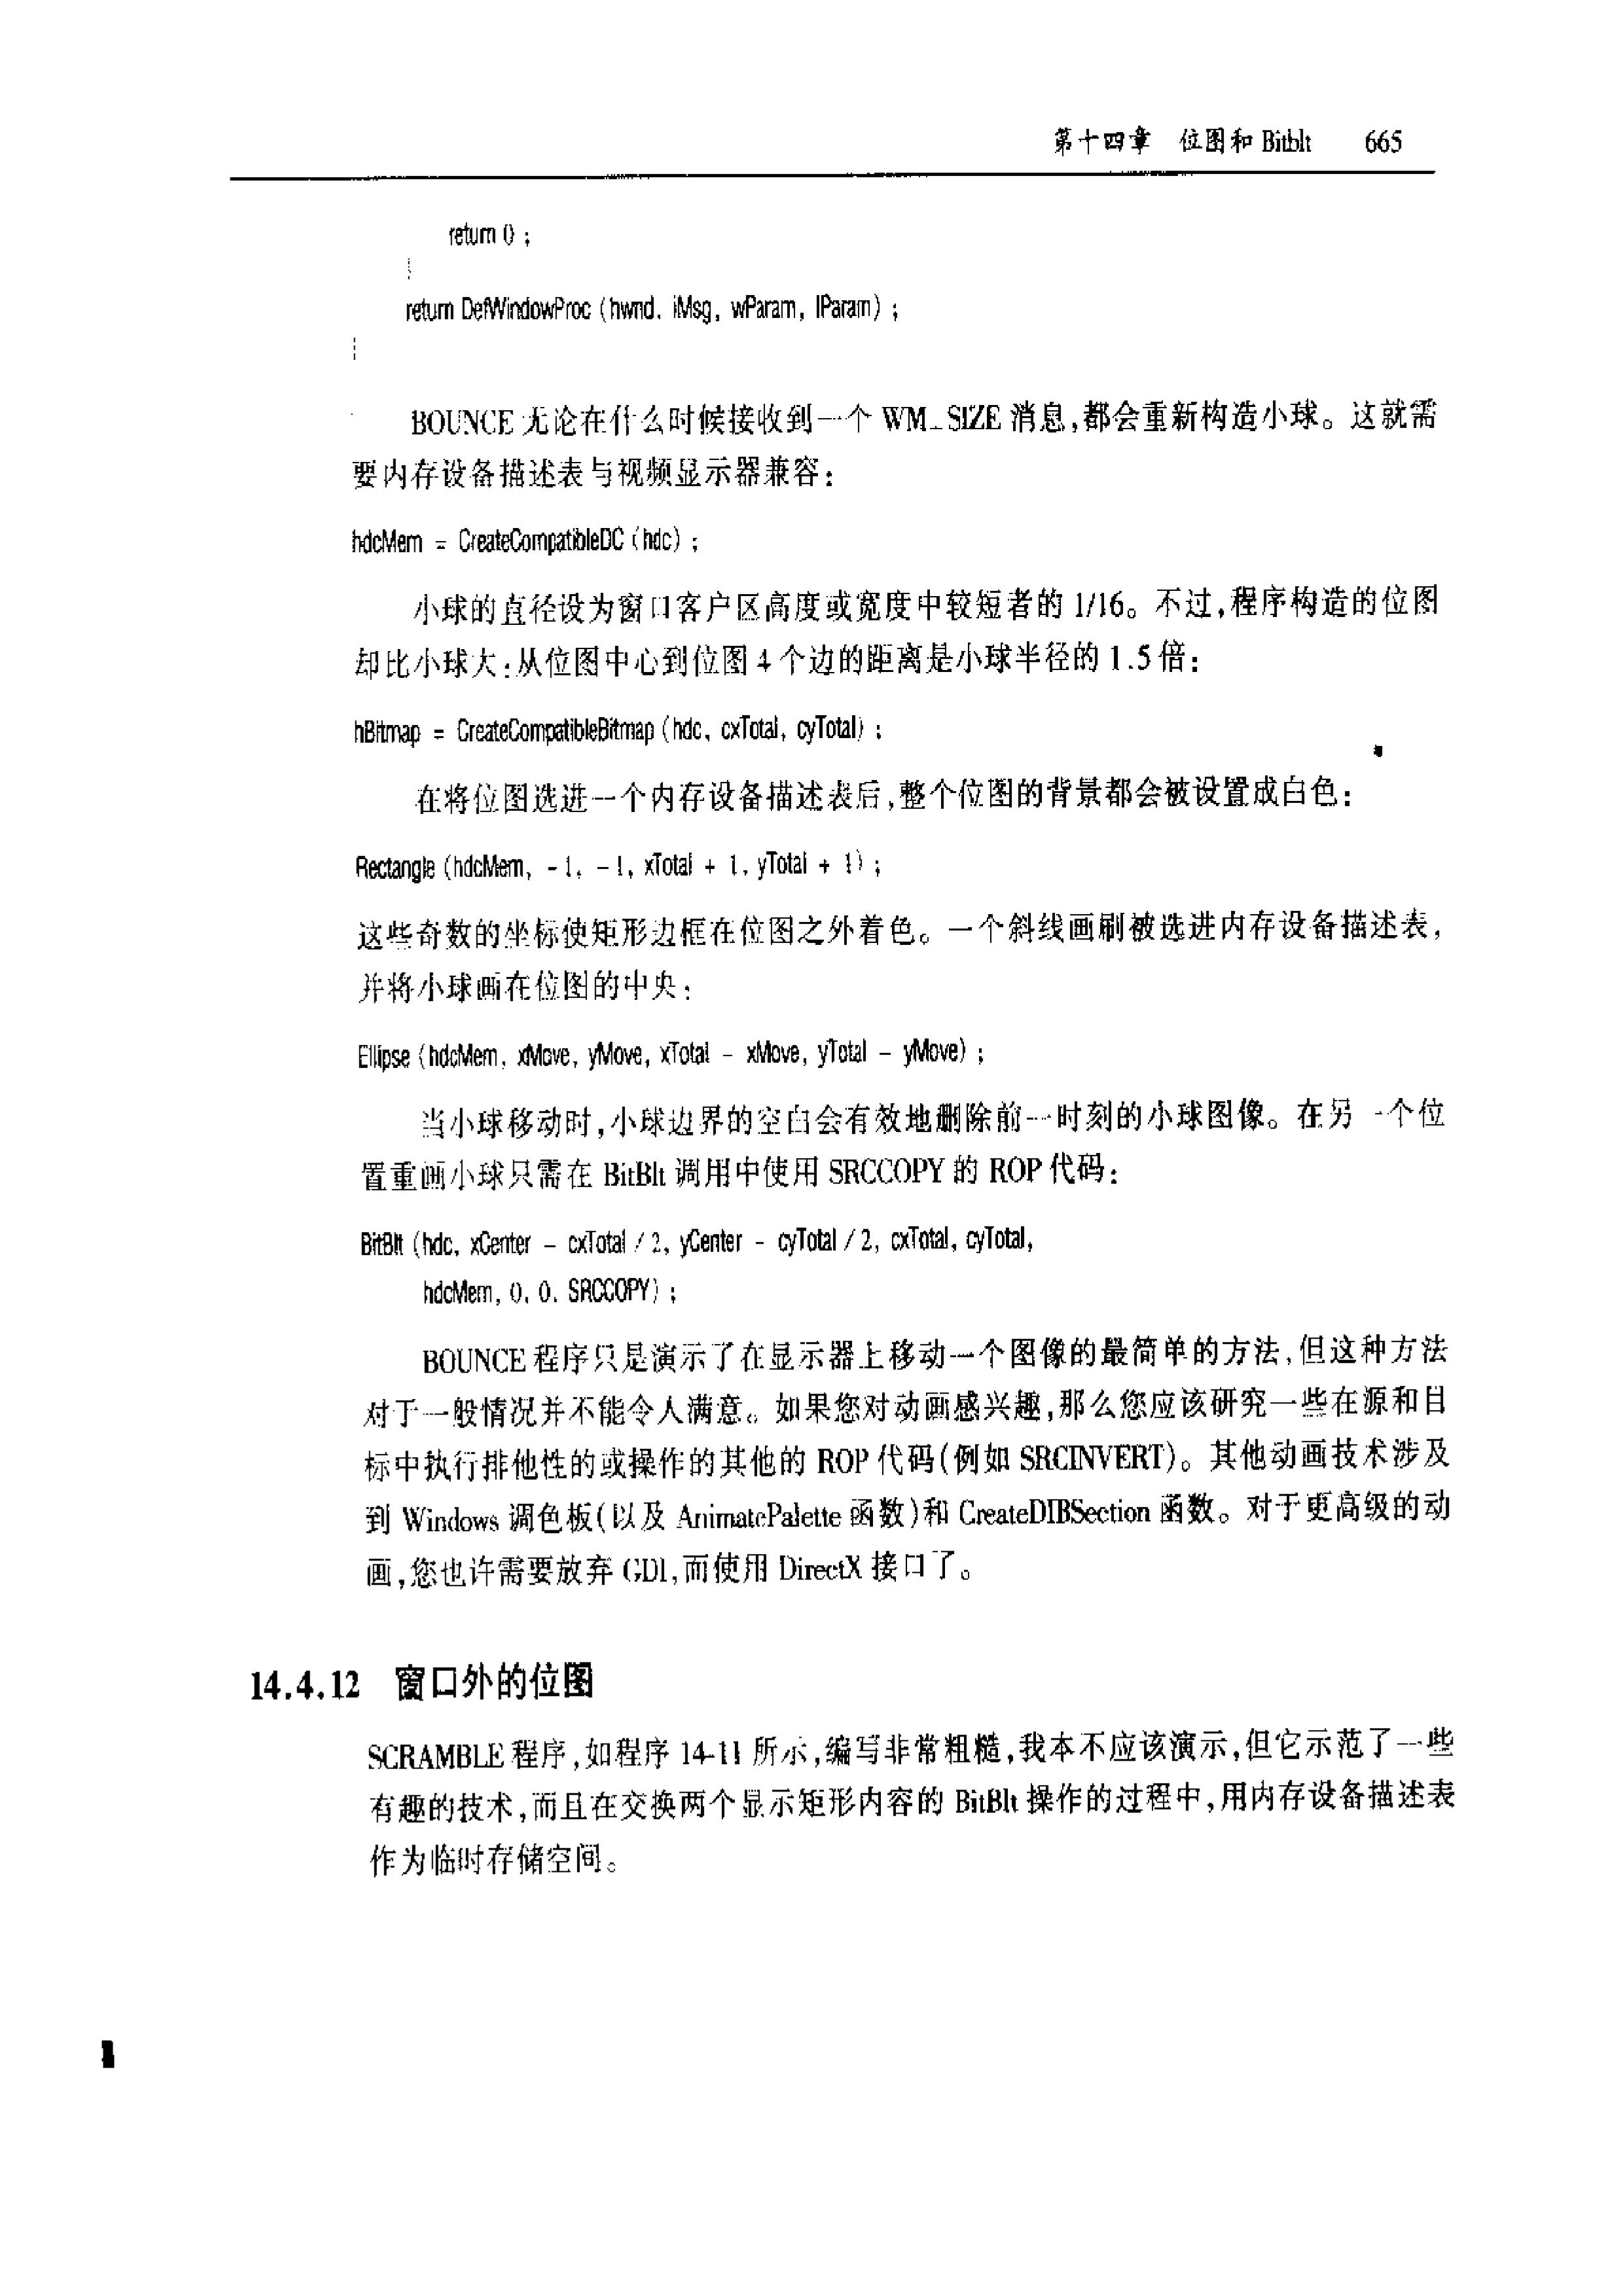 第十四章 位图和 Bitblt 665
return 0 ;
}
return DefWindowProc (hwnd, iMsg, wParam, lParam) ;
}
BOUNCE 无论在什么时候接收到一个 WM_SIZE 消息,都会重新构造小球。这就需
要内存设备描述表与视频显示器兼容:
hdcMem = CreateCompatibleDC (hdc) ;
小球的直径设为窗口客户区高度或宽度中较短者的 1/16。不过,程序构造的位图
却比小球大:从位图中心到位图 4 个边的距离是小球半径的 1.5 倍:
hBitmap = CreateCompatibleBitmap (hdc, cxTotal, cyTotal) ;
在将位图选进一个内存设备描述表后,整个位图的背景都会被设置成白色:
Rectangle (hdcMem, -1, -1, xTotal + 1, yTotal + 1) ;
这些奇数的坐标使矩形边框在位图之外着色。一个斜线画刷被选进内存设备描述表,
并将小球画在位图的中央:
Ellipse (hdcMem, xMove, yMove, xTotal - xMove, yTotal - yMove) ;
当小球移动时,小球边界的空白会有效地删除前一时刻的小球图像。在另一个位
置重画小球只需在 BitBlt 调用中使用 SRCCOPY 的 ROP 代码:
BitBlt (hdc, xCenter - cxTotal / 2, yCenter - cyTotal / 2, cxTotal, cyTotal,
hdcMem, 0, 0, SRCCOPY) ;
BOUNCE 程序只是演示了在显示器上移动一个图像的最简单的方法,但这种方法
对于一般情况并不能令人满意。如果您对动画感兴趣,那么您应该研究一些在源和目
标中执行排他性的或操作的其他的 ROP 代码(例如 SRCINVERT)。其他动画技术涉及
到 Windows 调色板(以及 AnimatePalette 函数)和 CreateDIBSection 函数。对于更高级的动
画,您也许需要放弃 GDI,而使用 DirectX 接口了。
14.4.12 窗口外的位图
SCRAMBLE 程序,如程序 14-11 所示,编写非常粗糙,我本不应该演示,但它示范了一些
有趣的技术,而且在交换两个显示矩形内容的 BitBlt 操作的过程中,用内存设备描述表
作为临时存储空间。